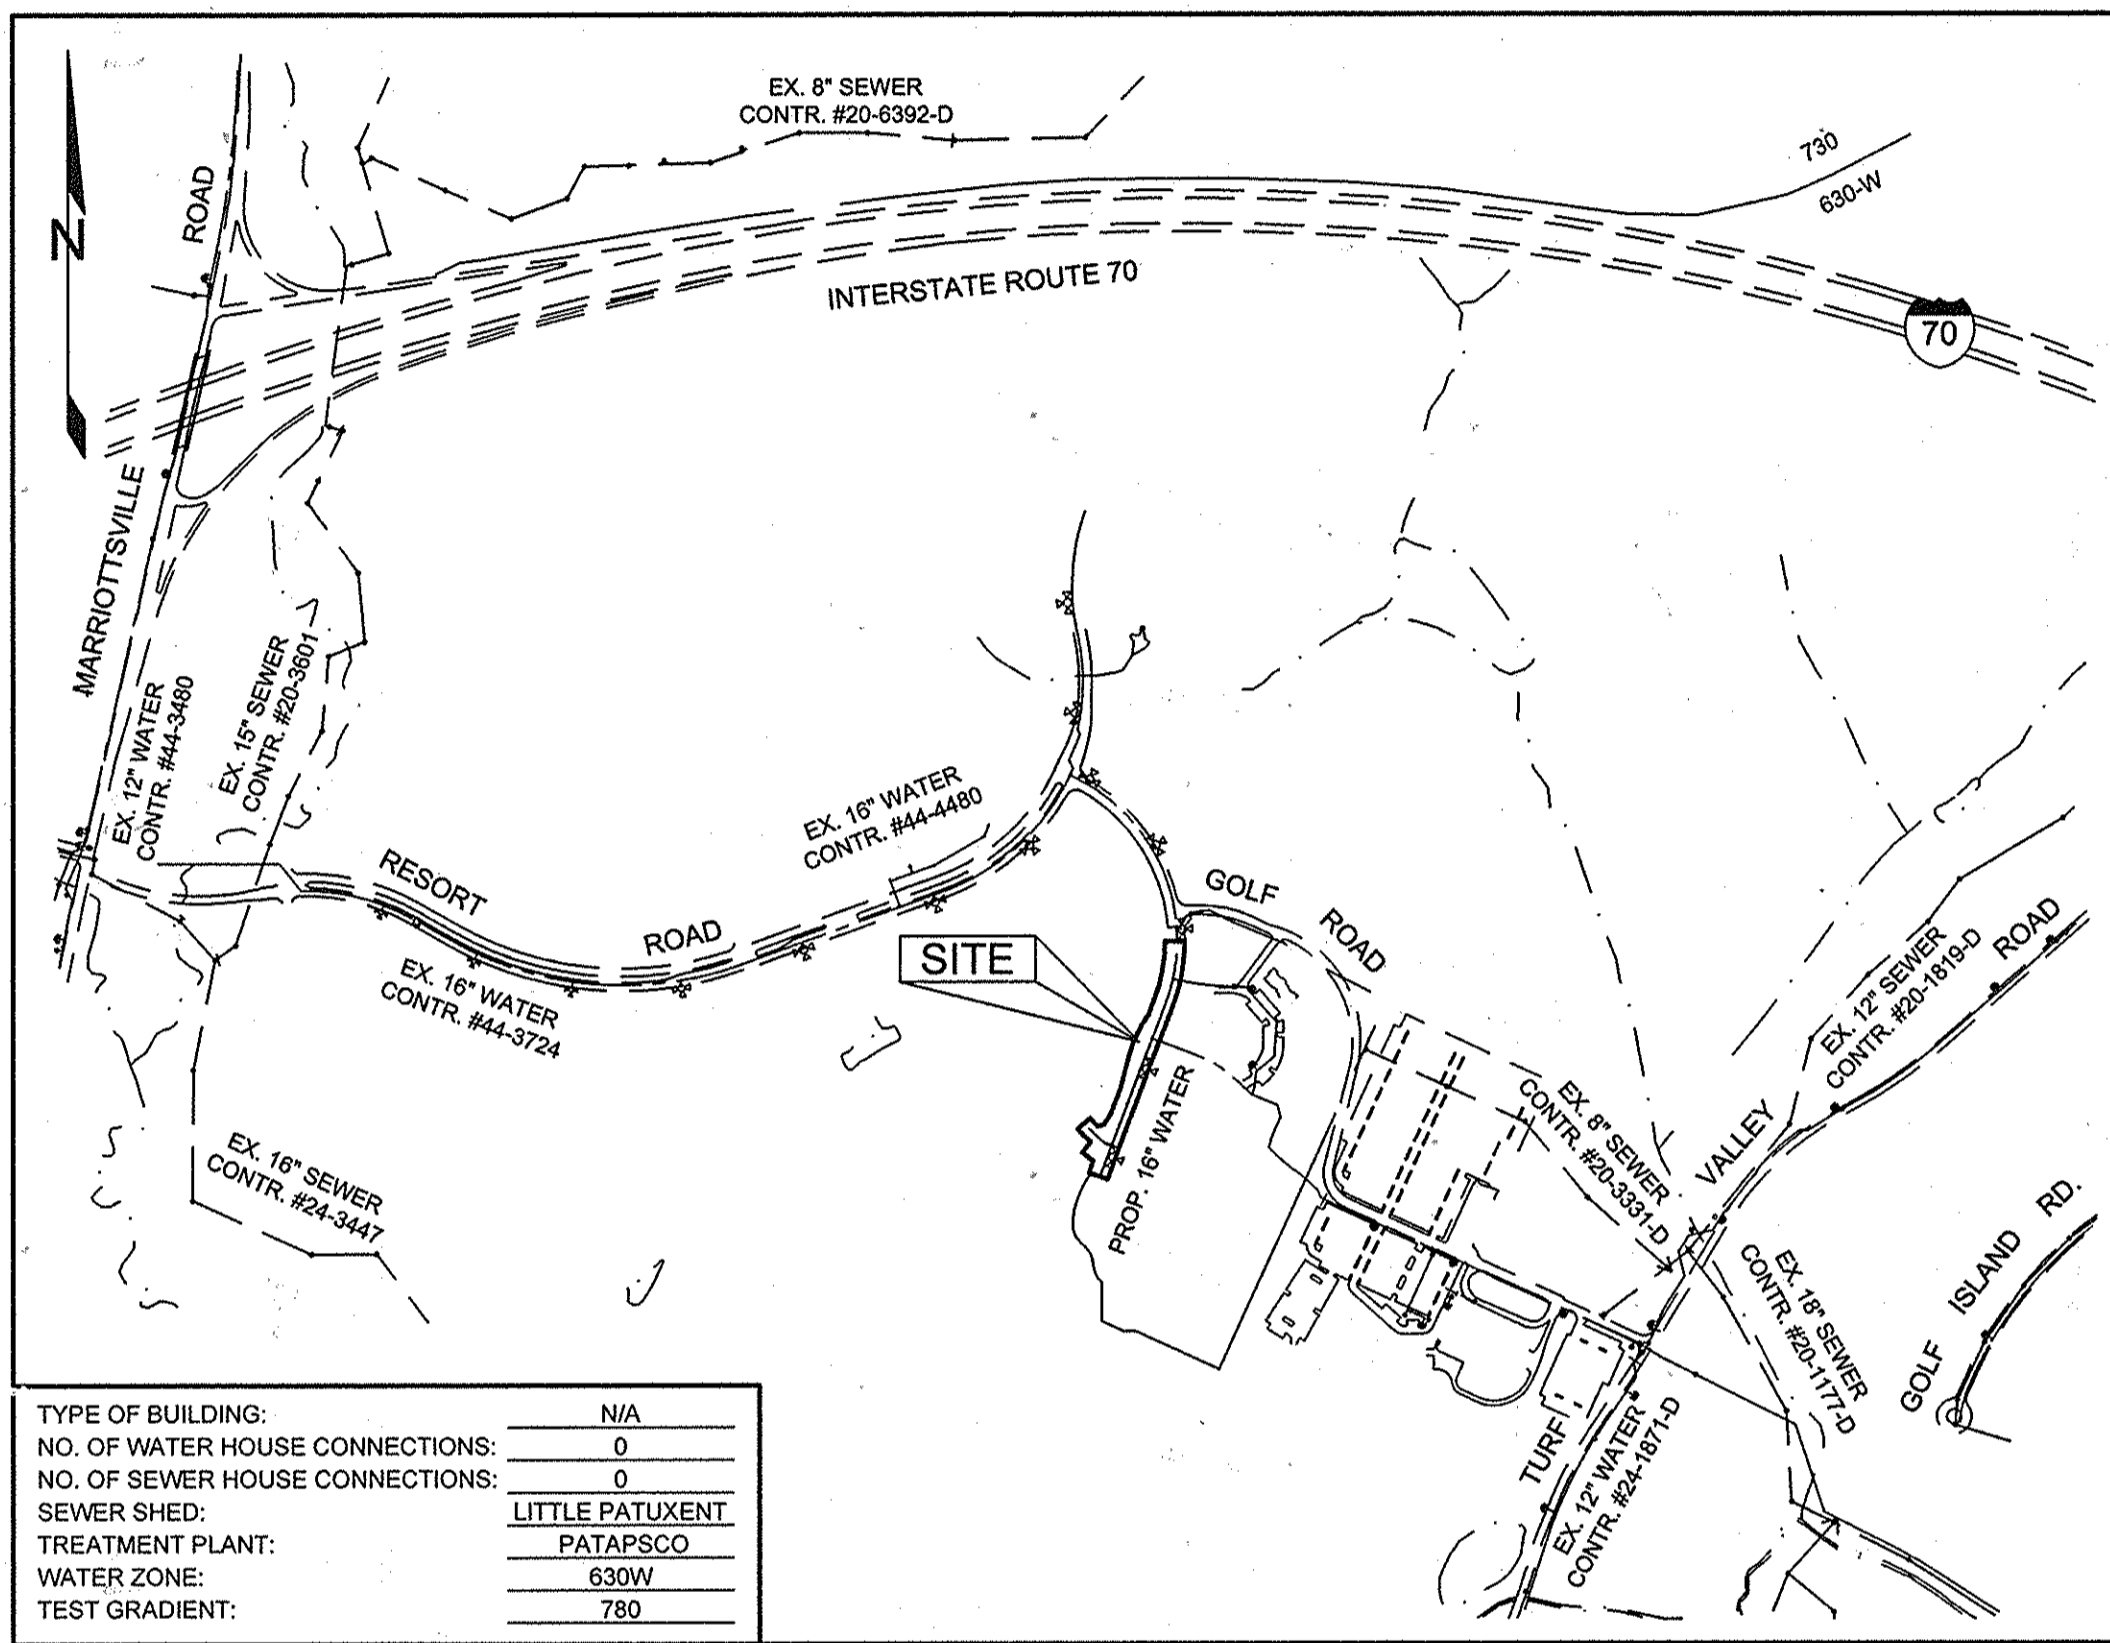 EX. 8" SEWER
CONTR. #20-6392-D
730
630-W
N
ROAD
INTERSTATE ROUTE 70
70
MARRIOTTSVILLE
EX. 12" WATER
CONTR. #44-3480
EX. 15" SEWER
CONTR. #20-3601
EX. 16" WATER
CONTR. #44-4480
RESORT
ROAD
GOLF
ROAD
SITE
EX. 16" WATER
CONTR. #44-3724
PROP. 16" WATER
EX. 12" SEWER
CONTR. #20-1819-D
ROAD
EX. 8" SEWER
CONTR. #20-3331-D
VALLEY
EX. 16" SEWER
CONTR. #24-3447
EX. 18" SEWER
CONTR. #20-1177-D
GOLF
ISLAND
RD.
TURF
EX. 12" WATER
CONTR. #24-1871-D
TYPE OF BUILDING: N/A
NO. OF WATER HOUSE CONNECTIONS: 0
NO. OF SEWER HOUSE CONNECTIONS: 0
SEWER SHED: LITTLE PATUXENT
TREATMENT PLANT: PATAPSCO
WATER ZONE: 630W
TEST GRADIENT: 780